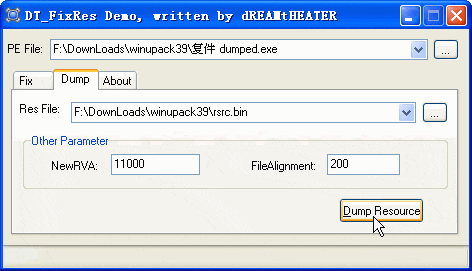 DT_FixRes Demo, written by dREAMtHEATER
PE File: F:\DownLoads\winupack39\复件 dumped.exe ...
Fix Dump About
Res File: F:\DownLoads\winupack39\rsrc.bin ...
Other Parameter
NewRVA: 11000 FileAlignment: 200
Dump Resource